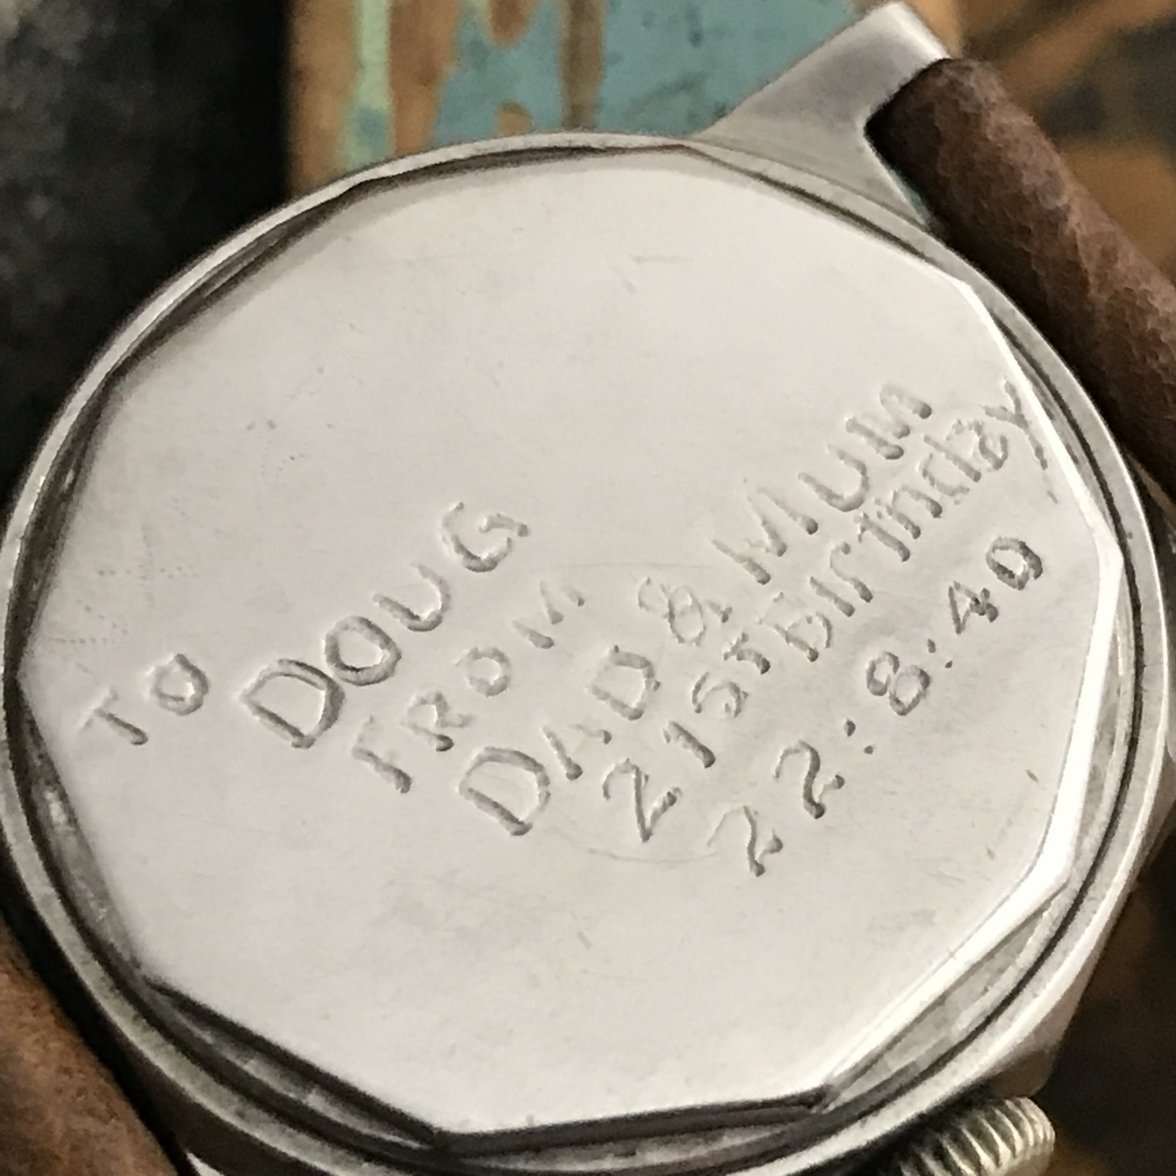 TO
DOUG
FROM
DAD & MUM
21ST Birthday
22:8:40